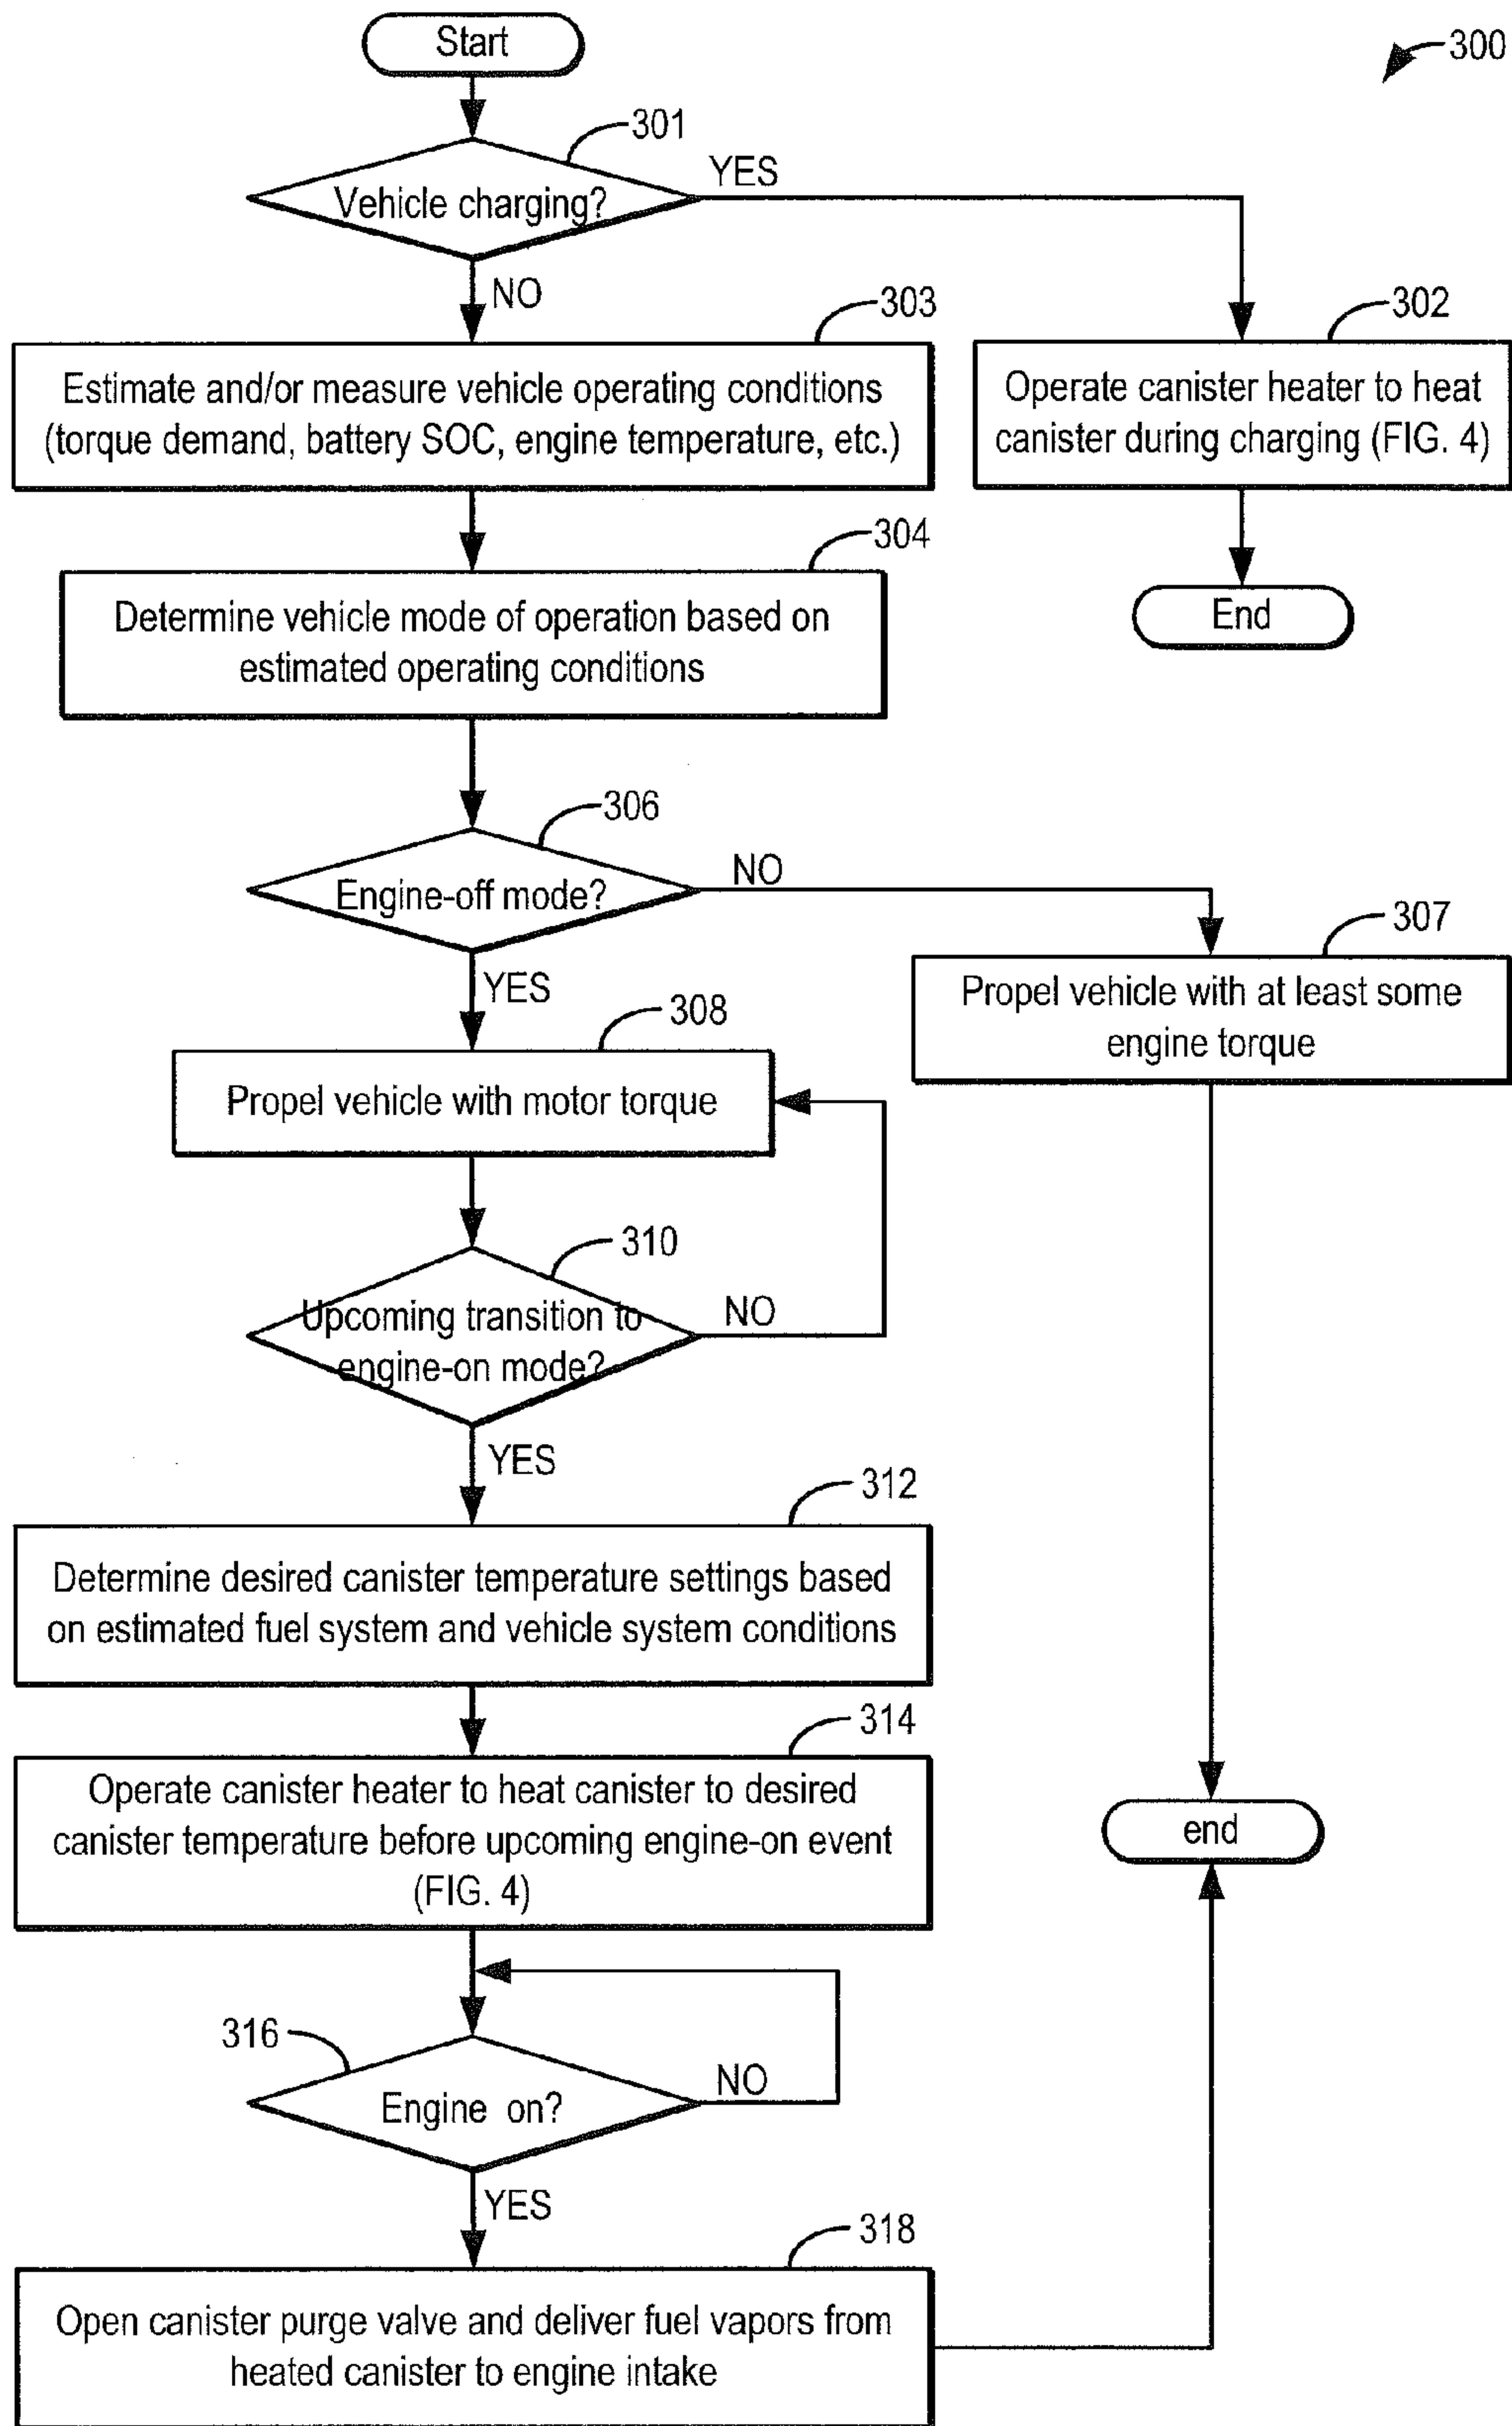 Start
300
301
Vehicle charging?
YES
NO
303
302
Estimate and/or measure vehicle operating conditions
(torque demand, battery SOC, engine temperature, etc.)
Operate canister heater to heat
canister during charging (FIG. 4)
304
Determine vehicle mode of operation based on
estimated operating conditions
End
306
Engine-off mode?
NO
YES
307
Propel vehicle with at least some
engine torque
308
Propel vehicle with motor torque
310
Upcoming transition to
engine-on mode?
NO
YES
312
Determine desired canister temperature settings based
on estimated fuel system and vehicle system conditions
314
Operate canister heater to heat canister to desired
canister temperature before upcoming engine-on event
(FIG. 4)
end
316
Engine on?
NO
YES
318
Open canister purge valve and deliver fuel vapors from
heated canister to engine intake